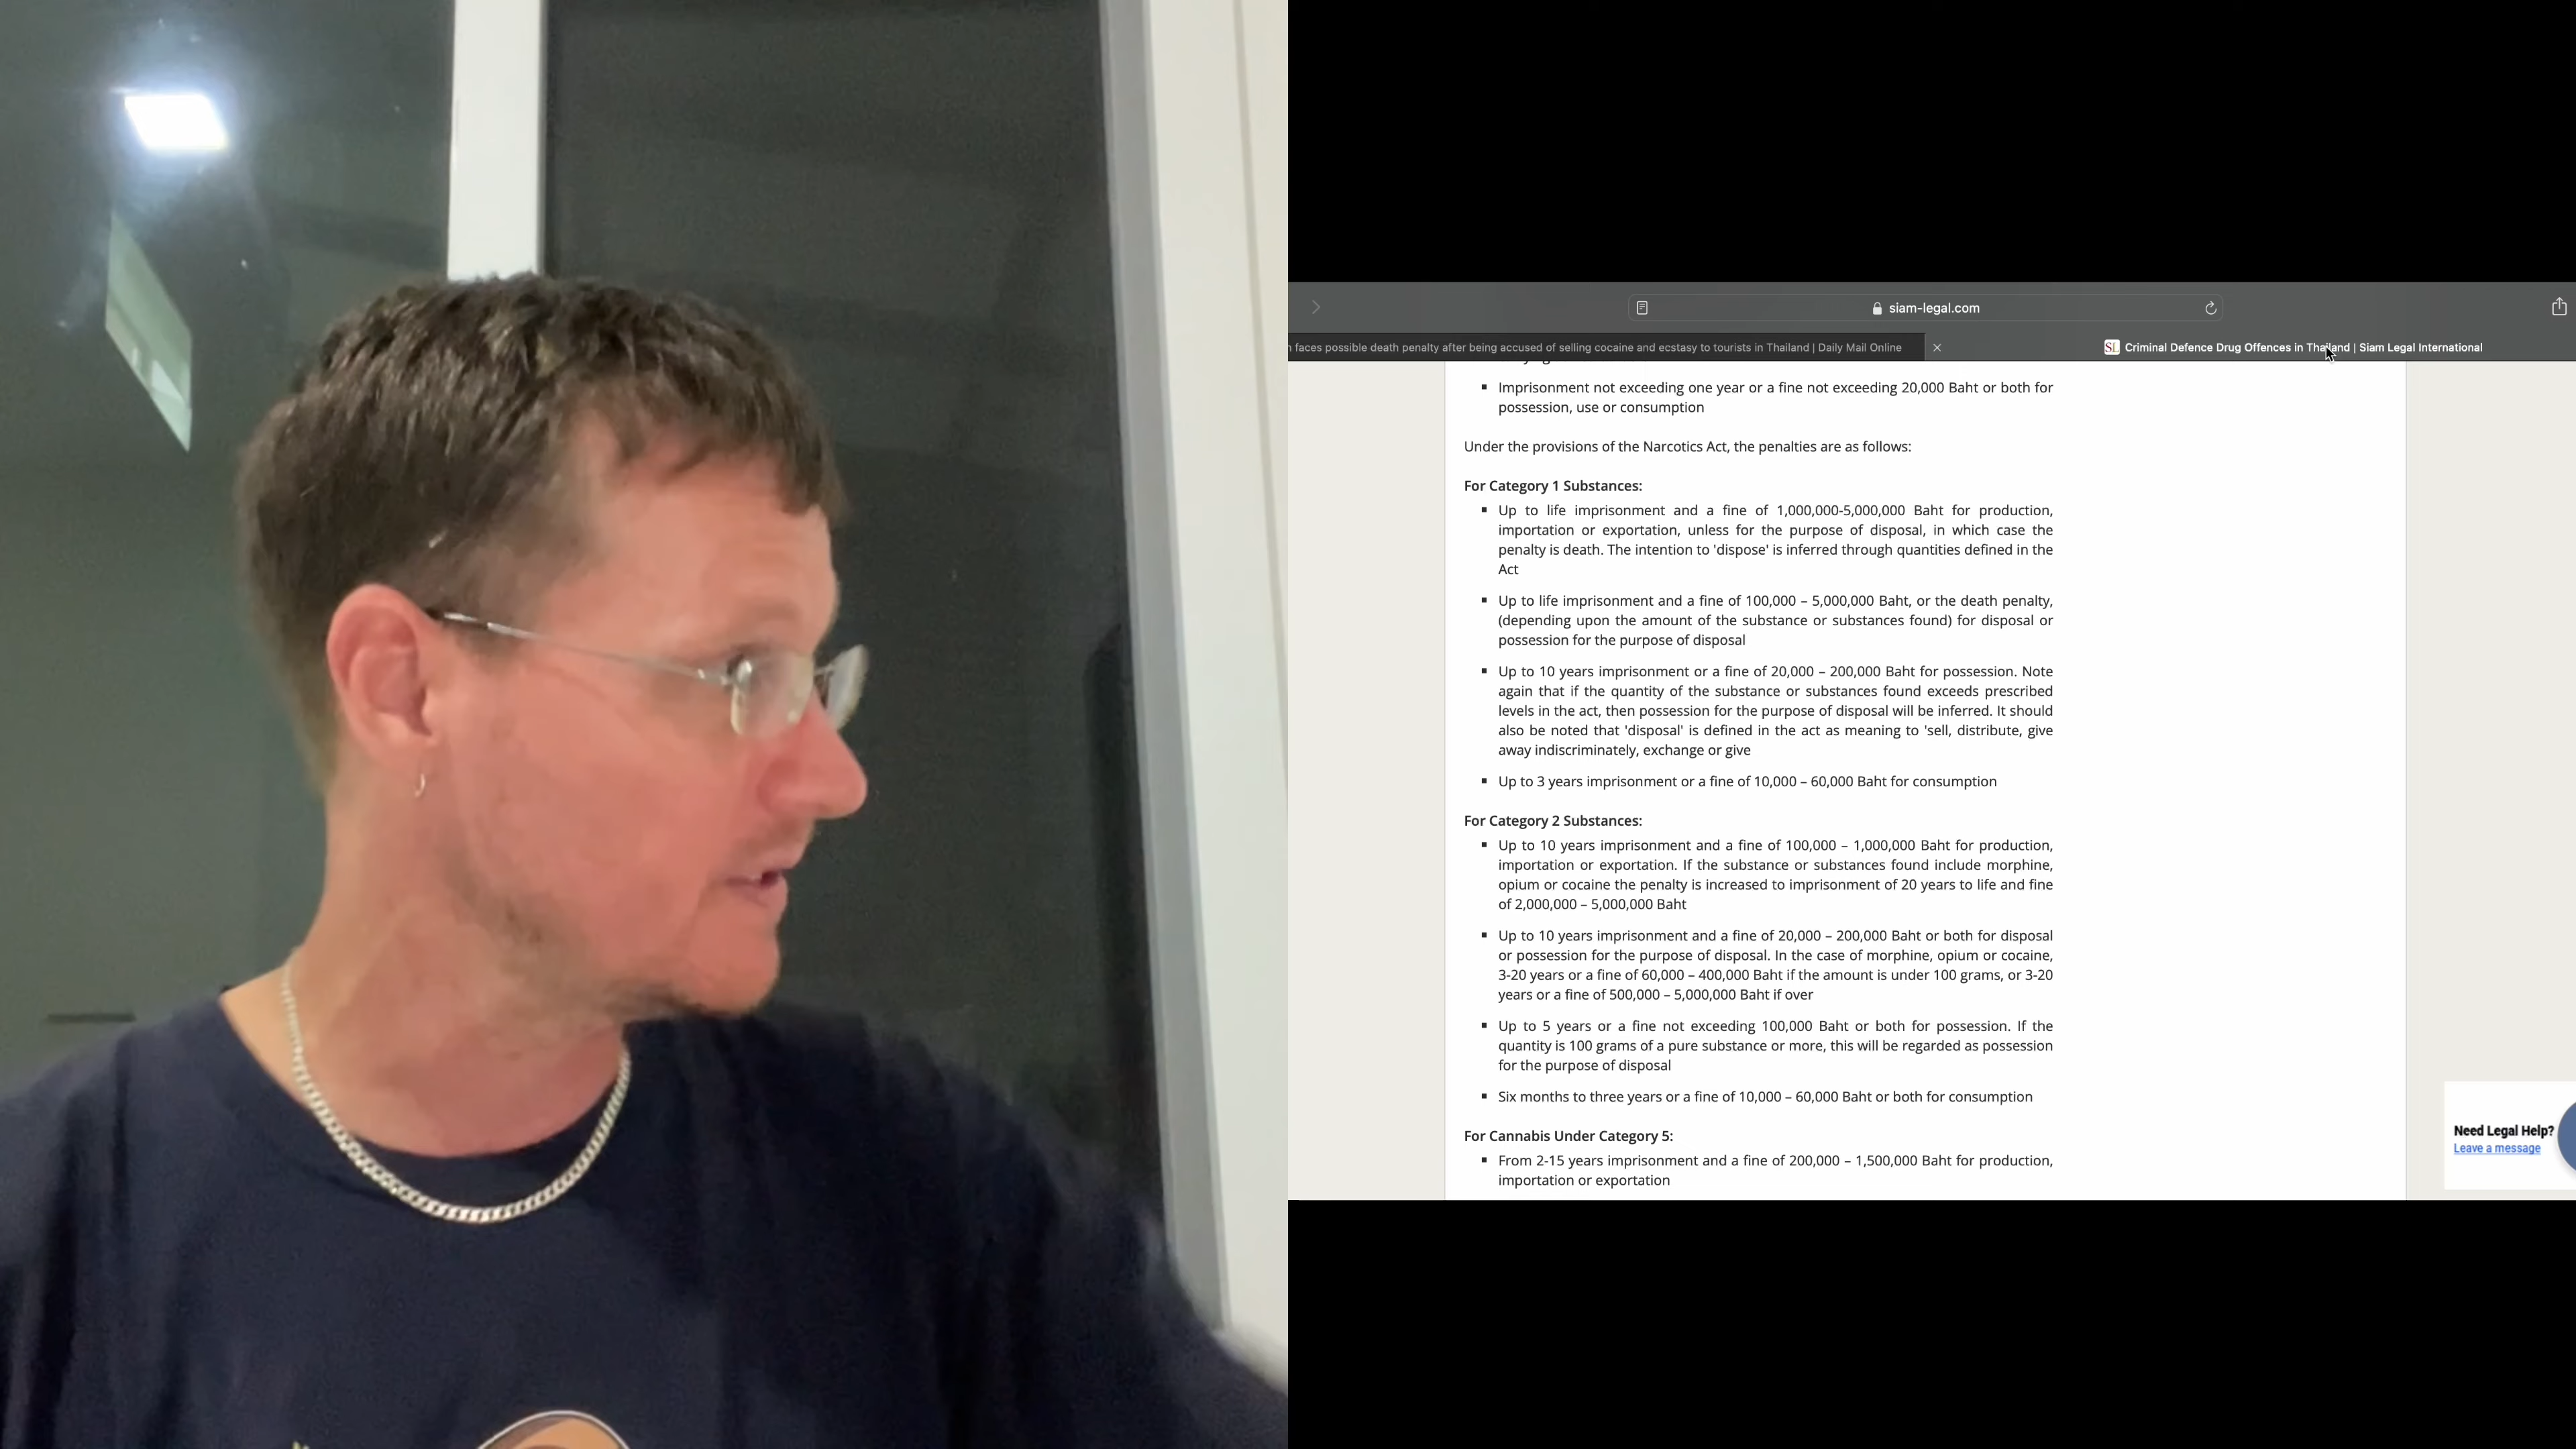 siam-legal.com
faces possible death penalty after being accused of selling cocaine and ecstasy to tourists in Thailand | Daily Mail Online
SL Criminal Defence Drug Offences in Thailand | Siam Legal International
Imprisonment not exceeding one year or a fine not exceeding 20,000 Baht or both for
possession, use or consumption
Under the provisions of the Narcotics Act, the penalties are as follows:
For Category 1 Substances:
Up to life imprisonment and a fine of 1,000,000-5,000,000 Baht for production,
importation or exportation, unless for the purpose of disposal, in which case the
penalty is death. The intention to 'dispose' is inferred through quantities defined in the
Act
Up to life imprisonment and a fine of 100,000 – 5,000,000 Baht, or the death penalty,
(depending upon the amount of the substance or substances found) for disposal or
possession for the purpose of disposal
Up to 10 years imprisonment or a fine of 20,000 – 200,000 Baht for possession. Note
again that if the quantity of the substance or substances found exceeds prescribed
levels in the act, then possession for the purpose of disposal will be inferred. It should
also be noted that 'disposal' is defined in the act as meaning to 'sell, distribute, give
away indiscriminately, exchange or give
Up to 3 years imprisonment or a fine of 10,000 – 60,000 Baht for consumption
For Category 2 Substances:
Up to 10 years imprisonment and a fine of 100,000 – 1,000,000 Baht for production,
importation or exportation. If the substance or substances found include morphine,
opium or cocaine the penalty is increased to imprisonment of 20 years to life and fine
of 2,000,000 – 5,000,000 Baht
Up to 10 years imprisonment and a fine of 20,000 – 200,000 Baht or both for disposal
or possession for the purpose of disposal. In the case of morphine, opium or cocaine,
3-20 years or a fine of 60,000 – 400,000 Baht if the amount is under 100 grams, or 3-20
years or a fine of 500,000 – 5,000,000 Baht if over
Up to 5 years or a fine not exceeding 100,000 Baht or both for possession. If the
quantity is 100 grams of a pure substance or more, this will be regarded as possession
for the purpose of disposal
Six months to three years or a fine of 10,000 – 60,000 Baht or both for consumption
For Cannabis Under Category 5:
From 2-15 years imprisonment and a fine of 200,000 – 1,500,000 Baht for production,
importation or exportation
Need Legal Help?
Leave a message